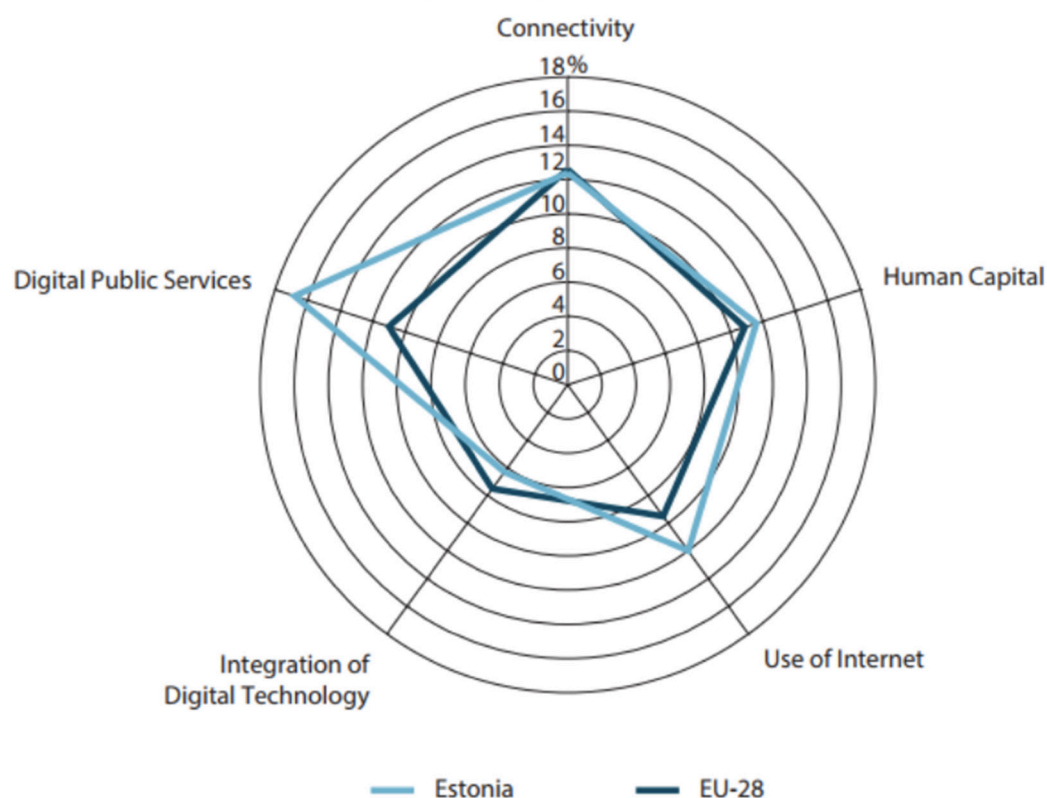 Connectivity
18%
16
14
12
10
8
6
4
2
0
Digital Public Services
Human Capital
Integration of
Digital Technology
Use of Internet
Estonia
EU-28